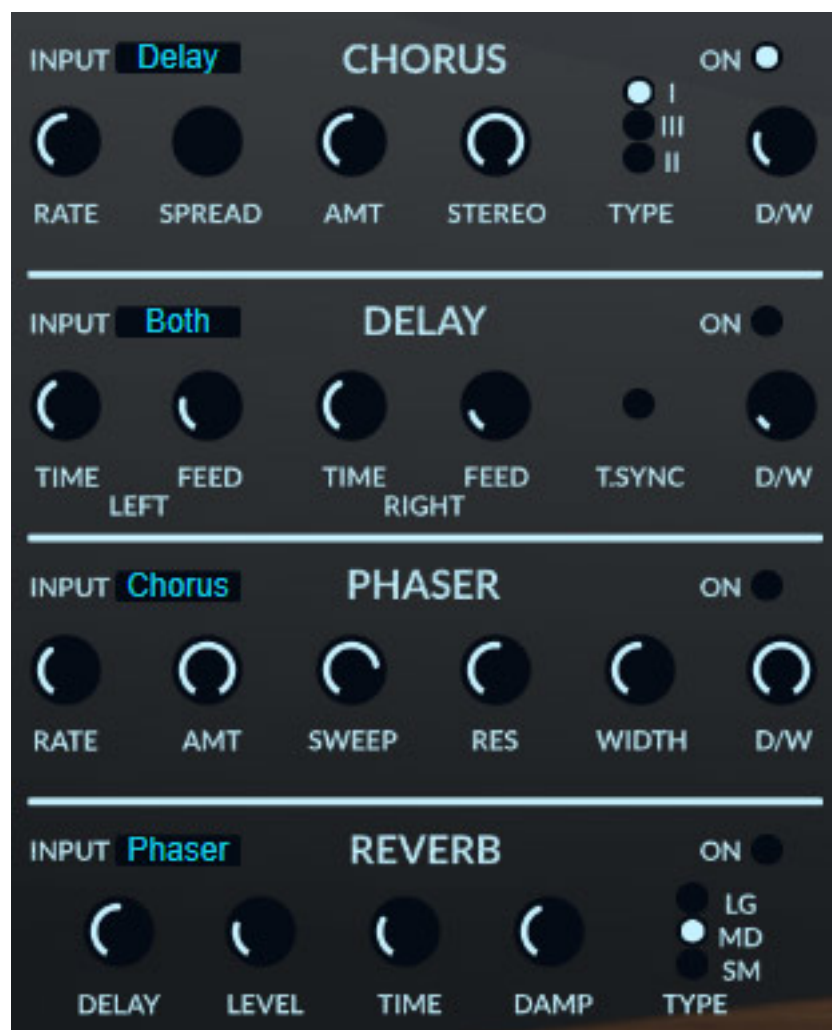 INPUT Delay CHORUS ON
I
III
II
RATE SPREAD AMT STEREO TYPE D/W
INPUT Both DELAY ON
TIME FEED TIME FEED T.SYNC D/W
LEFT RIGHT
INPUT Chorus PHASER ON
RATE AMT SWEEP RES WIDTH D/W
INPUT Phaser REVERB ON
LG
MD
SM
DELAY LEVEL TIME DAMP TYPE